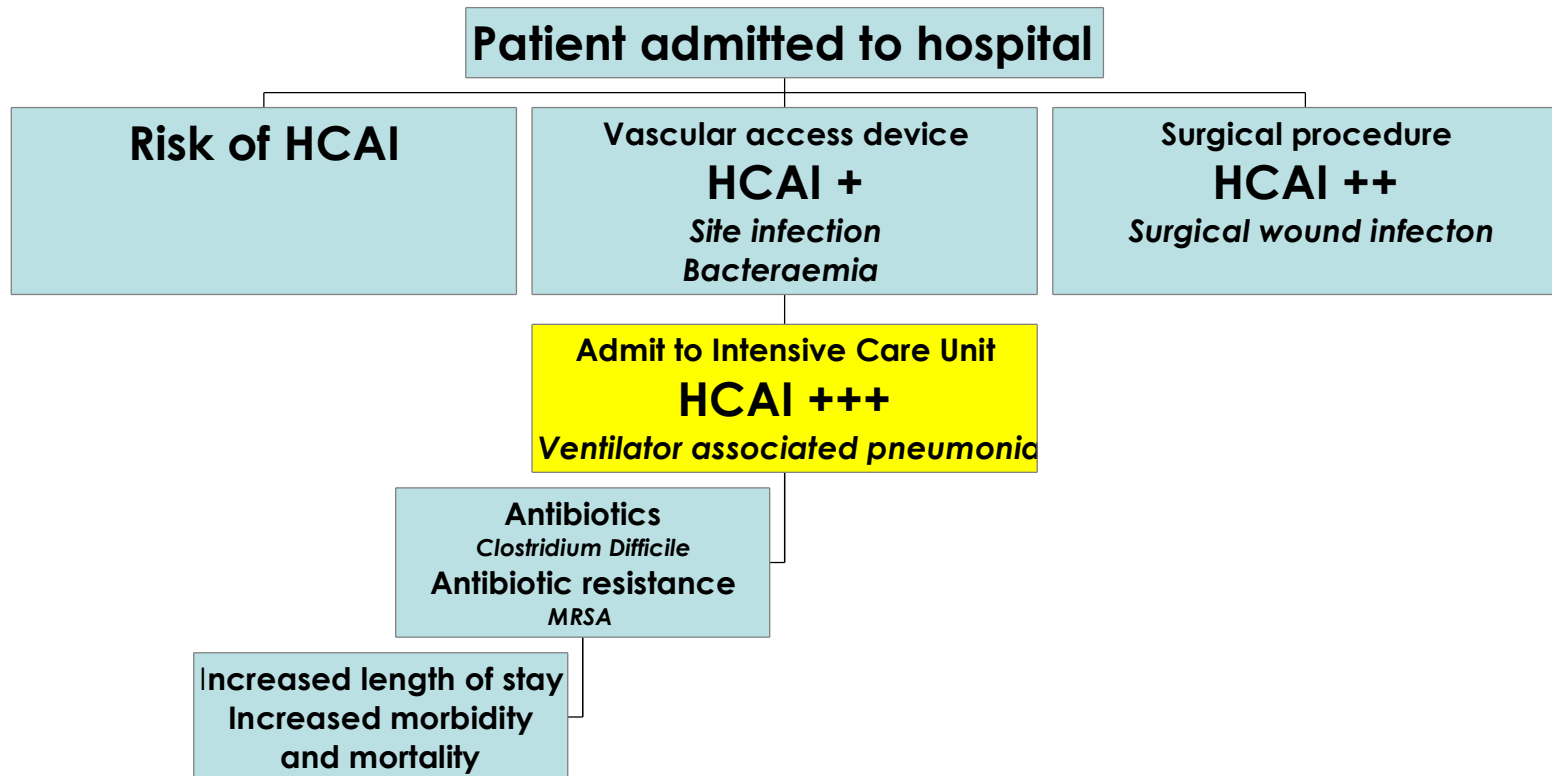 Patient admitted to hospital
Risk of HCAI
Vascular access device
HCAI +
Site infection
Bacteraemia
Surgical procedure
HCAI ++
Surgical wound infecton
Admit to Intensive Care Unit
HCAI +++
Ventilator associated pneumonia
Antibiotics
Clostridium Difficile
Antibiotic resistance
MRSA
Increased length of stay
Increased morbidity
and mortality